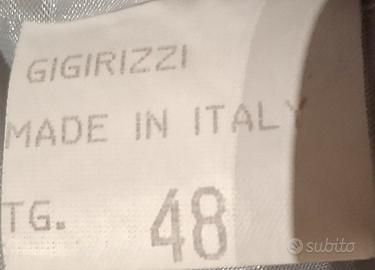 GIGIRIZZI
MADE IN ITALY
TG. 48
subito